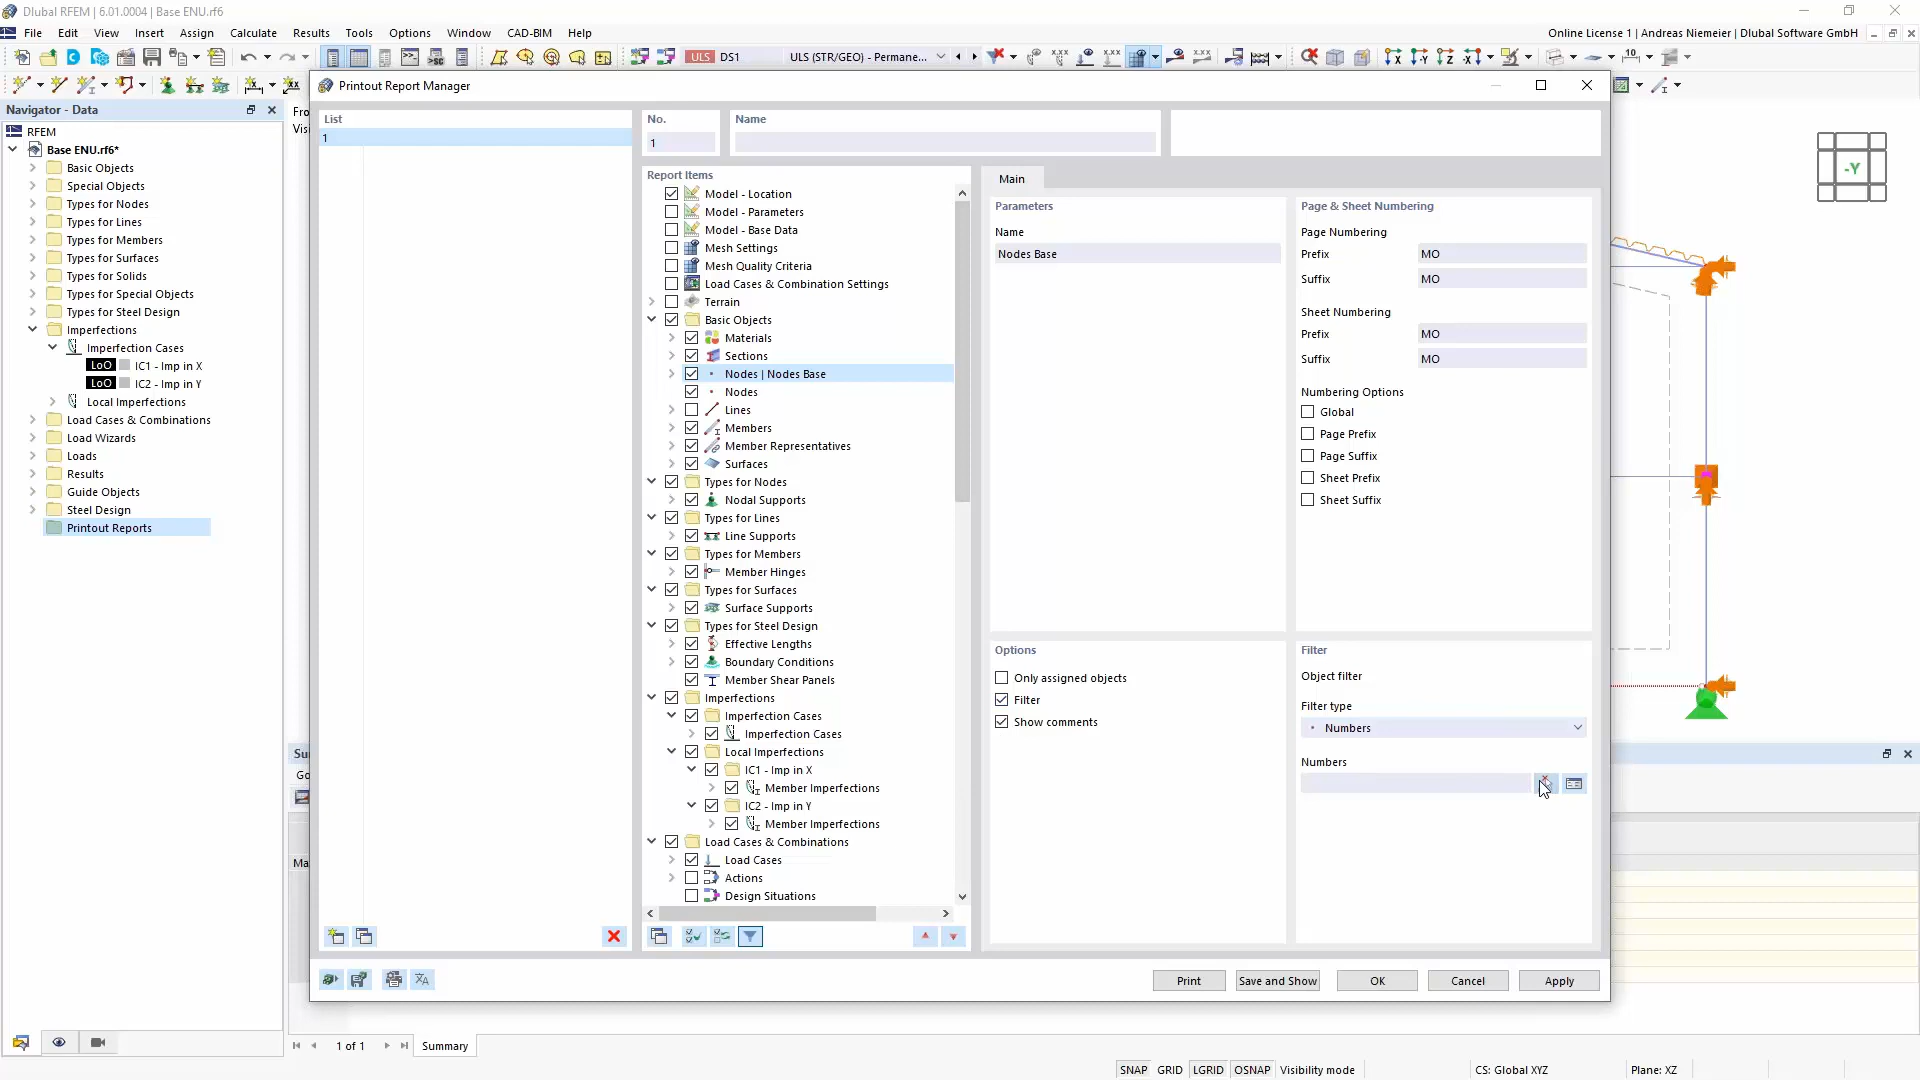 Dlubal RFEM | 6.01.0004 | Base ENU.rf6
File Edit View Insert Assign Calculate Results Tools Options Window CAD-BIM Help
Online License 1 | Andreas Niemeier | Dlubal Software GmbH
ULS DS1 ULS (STR/GEO) - Permane...
Navigator - Data
RFEM
Base ENU.rf6*
Basic Objects
Special Objects
Types for Nodes
Types for Lines
Types for Members
Types for Surfaces
Types for Solids
Types for Special Objects
Types for Steel Design
Imperfections
Imperfection Cases
LoO IC1 - Imp in X
LoO IC2 - Imp in Y
Local Imperfections
Load Cases & Combinations
Load Wizards
Loads
Results
Guide Objects
Steel Design
Printout Reports
Fro
Vis
Su
Go
Ma
Printout Report Manager
List
1
No.
1
Name
Report Items
Model - Location
Model - Parameters
Model - Base Data
Mesh Settings
Mesh Quality Criteria
Load Cases & Combination Settings
Terrain
Basic Objects
Materials
Sections
Nodes | Nodes Base
Nodes
Lines
Members
Member Representatives
Surfaces
Types for Nodes
Nodal Supports
Types for Lines
Line Supports
Types for Members
Member Hinges
Types for Surfaces
Surface Supports
Types for Steel Design
Effective Lengths
Boundary Conditions
Member Shear Panels
Imperfections
Imperfection Cases
Imperfection Cases
Local Imperfections
IC1 - Imp in X
Member Imperfections
IC2 - Imp in Y
Member Imperfections
Load Cases & Combinations
Load Cases
Actions
Design Situations
Main
Parameters
Name
Nodes Base
Page & Sheet Numbering
Page Numbering
Prefix MO
Suffix MO
Sheet Numbering
Prefix MO
Suffix MO
Numbering Options
Global
Page Prefix
Page Suffix
Sheet Prefix
Sheet Suffix
Options
Only assigned objects
Filter
Show comments
Filter
Object filter
Filter type
Numbers
Numbers
Print Save and Show OK Cancel Apply
-Y
1 of 1 Summary
SNAP GRID LGRID OSNAP Visibility mode CS: Global XYZ Plane: XZ